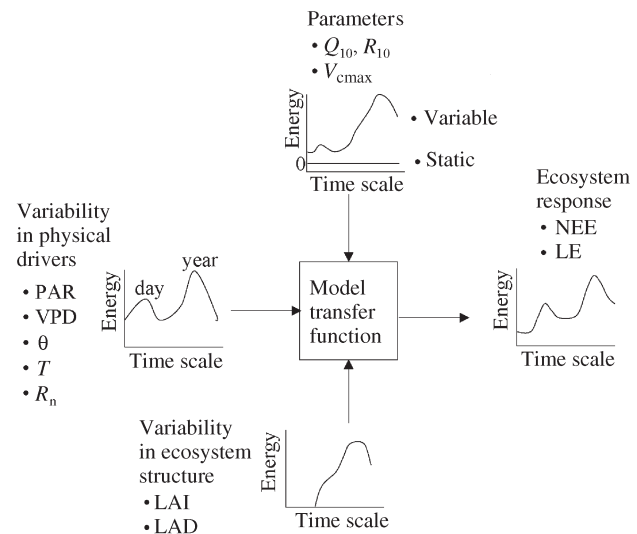 Parameters
• Q10, R10
• Vcmax
Energy
0
• Variable
• Static
Time scale
Variability
in physical
drivers
• PAR
• VPD
• θ
• T
• Rn
Energy
day
year
Time scale
Model
transfer
function
Ecosystem
response
• NEE
• LE
Energy
Time scale
Variability
in ecosystem
structure
• LAI
• LAD
Energy
Time scale